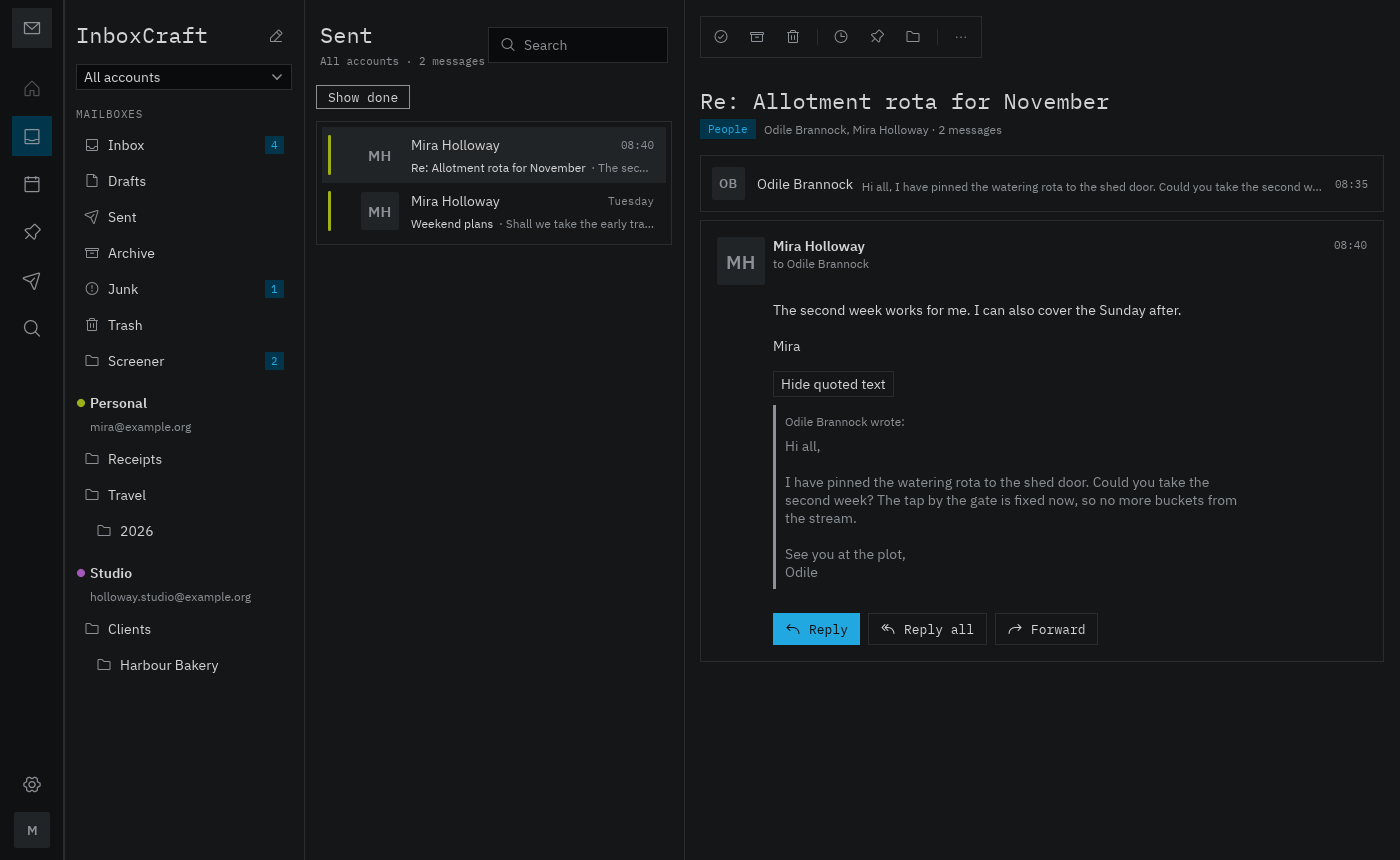 InboxCraft
All accounts
MAILBOXES
Inbox 4
Drafts
Sent
Archive
Junk 1
Trash
Screener 2
Personal
mira@example.org
Receipts
Travel
2026
Studio
holloway.studio@example.org
Clients
Harbour Bakery
M
Sent
All accounts · 2 messages
Search
Show done
MH
Mira Holloway 08:40
Re: Allotment rota for November · The sec…
MH
Mira Holloway Tuesday
Weekend plans · Shall we take the early tra…
Re: Allotment rota for November
People Odile Brannock, Mira Holloway · 2 messages
OB Odile Brannock Hi all, I have pinned the watering rota to the shed door. Could you take the second w… 08:35
MH
Mira Holloway 08:40
to Odile Brannock
The second week works for me. I can also cover the Sunday after.
Mira
Hide quoted text
Odile Brannock wrote:
Hi all,
I have pinned the watering rota to the shed door. Could you take the
second week? The tap by the gate is fixed now, so no more buckets from
the stream.
See you at the plot,
Odile
Reply Reply all Forward